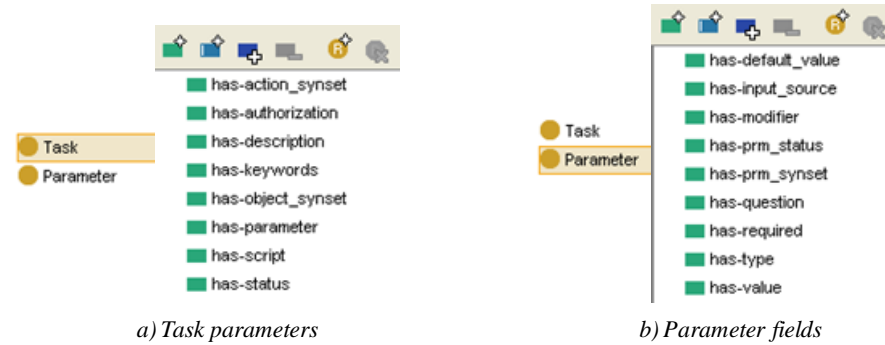 has-action_synset
has-authorization
has-description
has-keywords
has-object_synset
has-parameter
has-script
has-status
Task
Parameter
a) Task parameters
R
has-default_value
has-input_source
has-modifier
has-prm_status
has-prm_synset
has-question
has-required
has-type
has-value
Task
Parameter
b) Parameter fields
R